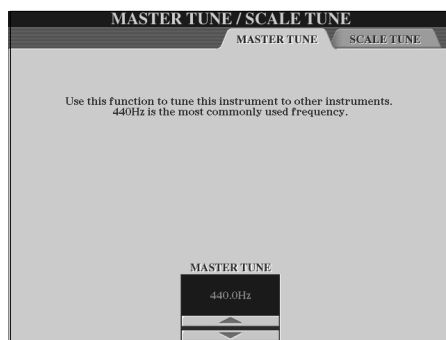 MASTER TUNE / SCALE TUNE
MASTER TUNE SCALE TUNE
Use this function to tune this instrument to other instruments.
440Hz is the most commonly used frequency.
MASTER TUNE
440.0Hz